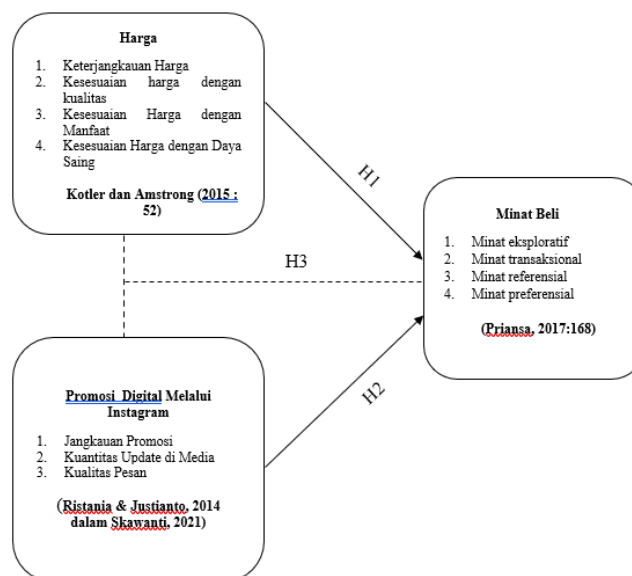 Harga
1. Keterjangkauan Harga
2. Kesesuaian harga dengan
kualitas
3. Kesesuaian Harga dengan
Manfaat
4. Kesesuaian Harga dengan Daya
Saing
Kotler dan Amstrong (2015 :
52)
H1
Minat Beli
1. Minat eksploratif
2. Minat transaksional
3. Minat referensial
4. Minat preferensial
(Priansa, 2017:168)
H3
Promosi Digital Melalui
Instagram
1. Jangkauan Promosi
2. Kuantitas Update di Media
3. Kualitas Pesan
(Ristania & Justianto, 2014
dalam Skawanti, 2021)
H2